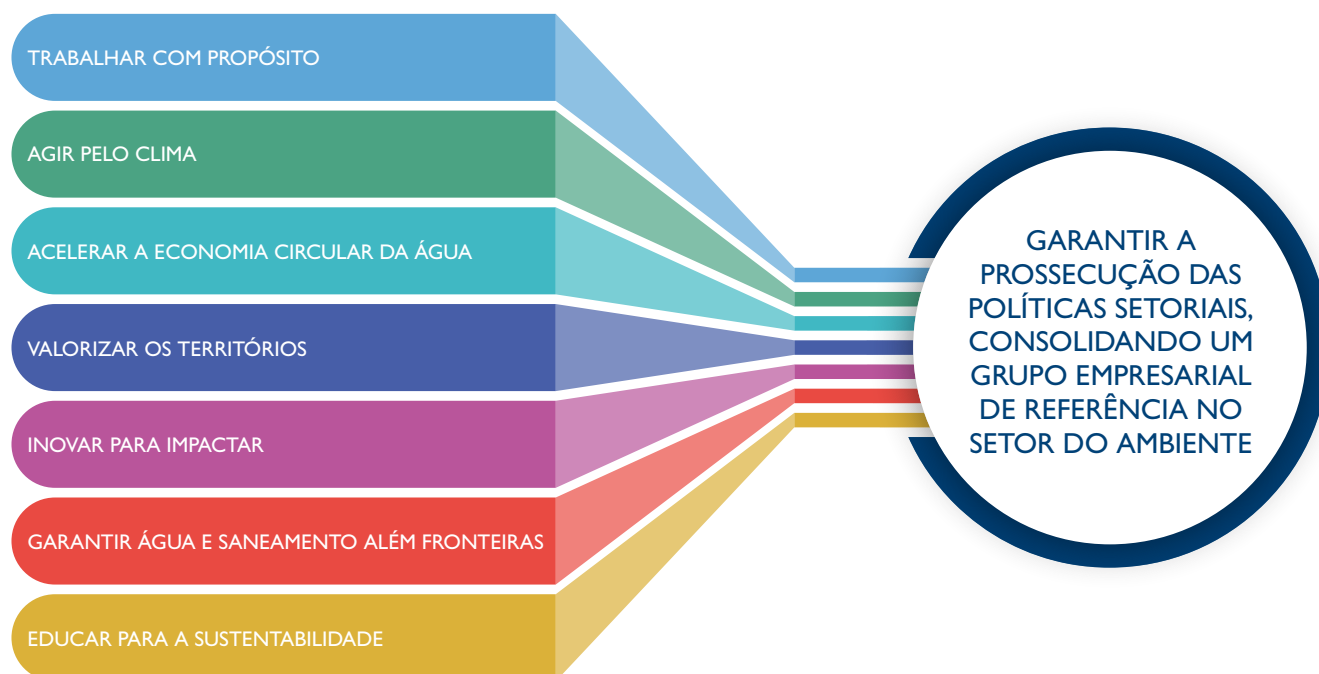 TRABALHAR COM PROPÓSITO
AGIR PELO CLIMA
ACELERAR A ECONOMIA CIRCULAR DA ÁGUA
VALORIZAR OS TERRITÓRIOS
INOVAR PARA IMPACTAR
GARANTIR ÁGUA E SANEAMENTO ALÉM FRONTEIRAS
EDUCAR PARA A SUSTENTABILIDADE
GARANTIR A
PROSSECUÇÃO DAS
POLÍTICAS SETORIAIS,
CONSOLIDANDO UM
GRUPO EMPRESARIAL
DE REFERÊNCIA NO
SETOR DO AMBIENTE